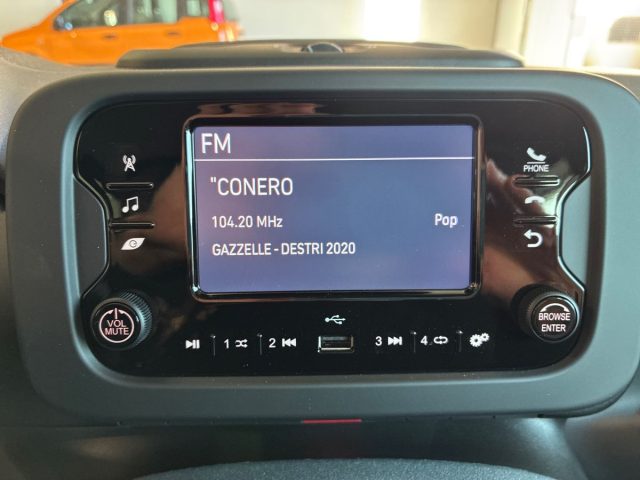 FM
"CONERO
104.20 MHz Pop
GAZZELLE - DESTRI 2020
PHONE
VOL
MUTE
BROWSE
ENTER
1 2 3 4